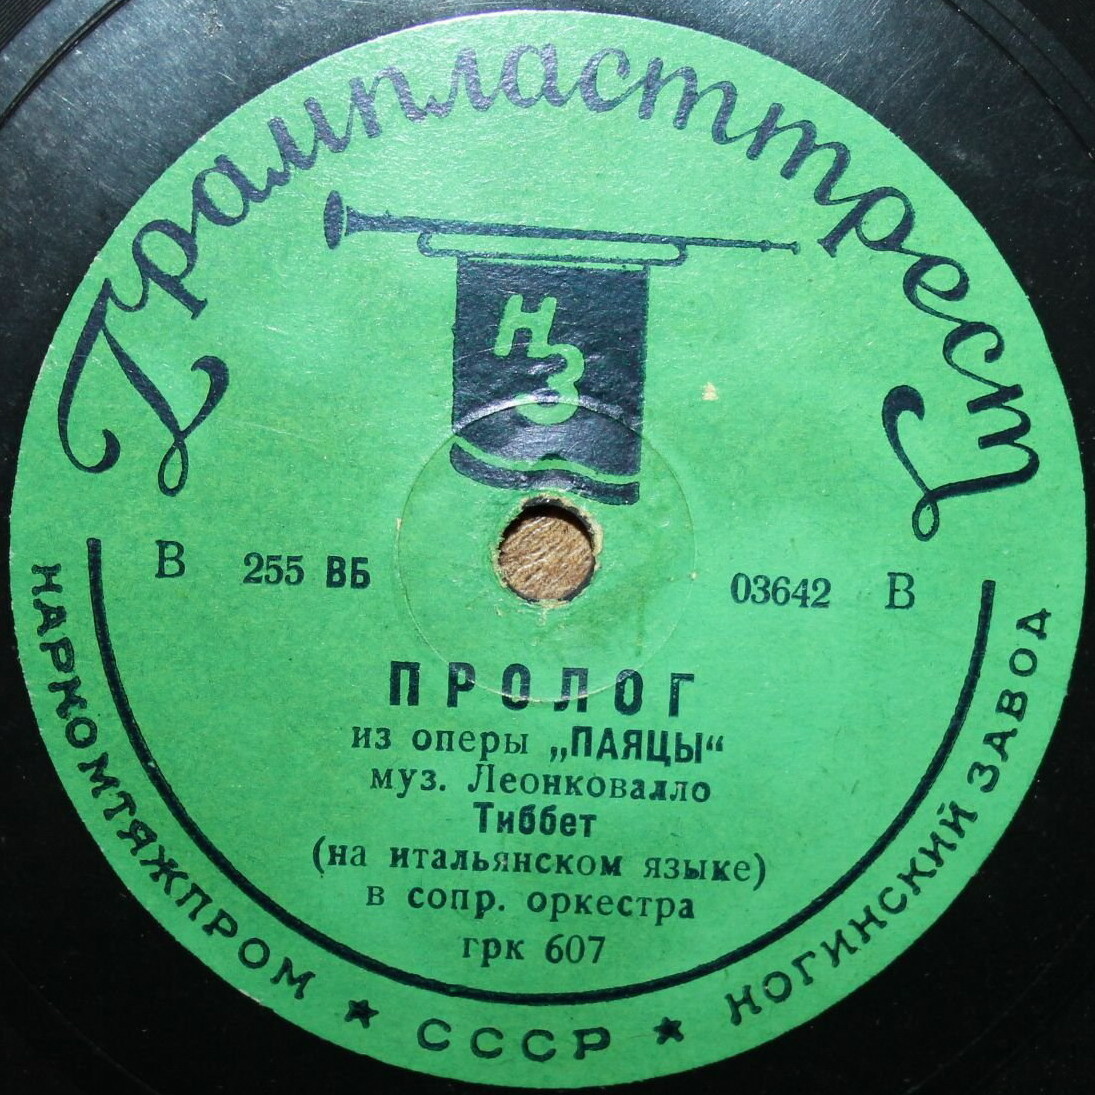 Грампласттрест
НЗ
В 255 ВБ 03642 В
ПРОЛОГ
из оперы „ПАЯЦЫ“
муз. Леонковалло
Тиббет
(на итальянском языке)
в сопр. оркестра
грк 607
НАРКОМТЯЖПРОМ ★ СССР ★ НОГИНСКИЙ ЗАВОД